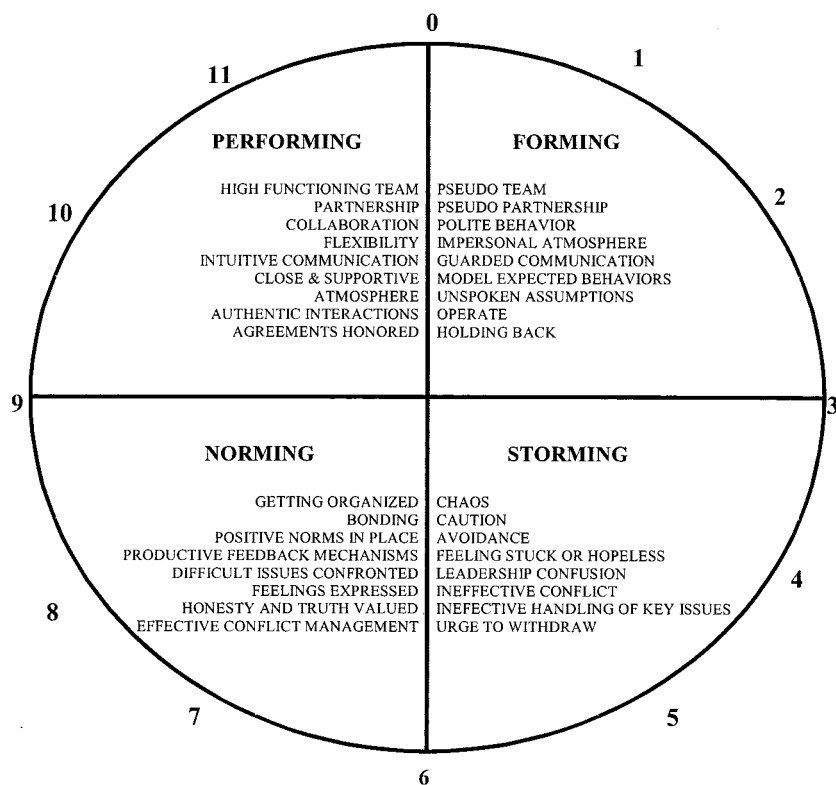 0
11
1
PERFORMING
FORMING
10
2
HIGH FUNCTIONING TEAM
PARTNERSHIP
COLLABORATION
FLEXIBILITY
INTUITIVE COMMUNICATION
CLOSE & SUPPORTIVE
ATMOSPHERE
AUTHENTIC INTERACTIONS
AGREEMENTS HONORED
PSEUDO TEAM
PSEUDO PARTNERSHIP
POLITE BEHAVIOR
IMPERSONAL ATMOSPHERE
GUARDED COMMUNICATION
MODEL EXPECTED BEHAVIORS
UNSPOKEN ASSUMPTIONS
OPERATE
HOLDING BACK
9
3
NORMING
STORMING
GETTING ORGANIZED
BONDING
POSITIVE NORMS IN PLACE
PRODUCTIVE FEEDBACK MECHANISMS
DIFFICULT ISSUES CONFRONTED
FEELINGS EXPRESSED
HONESTY AND TRUTH VALUED
EFFECTIVE CONFLICT MANAGEMENT
CHAOS
CAUTION
AVOIDANCE
FEELING STUCK OR HOPELESS
LEADERSHIP CONFUSION
INEFFECTIVE CONFLICT
INEFECTIVE HANDLING OF KEY ISSUES
URGE TO WITHDRAW
8
4
7
5
6